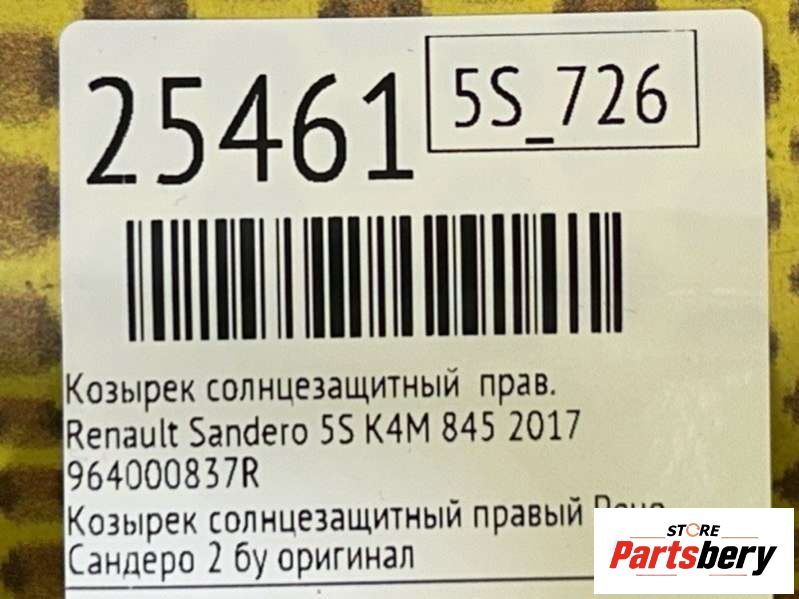 25461
5S_726
Козырек солнцезащитный прав.
Renault Sandero 5S K4M 845 2017
964000837R
Козырек солнцезащитный правый
Сандеро 2 бу оригинал
STORE
Partsbery